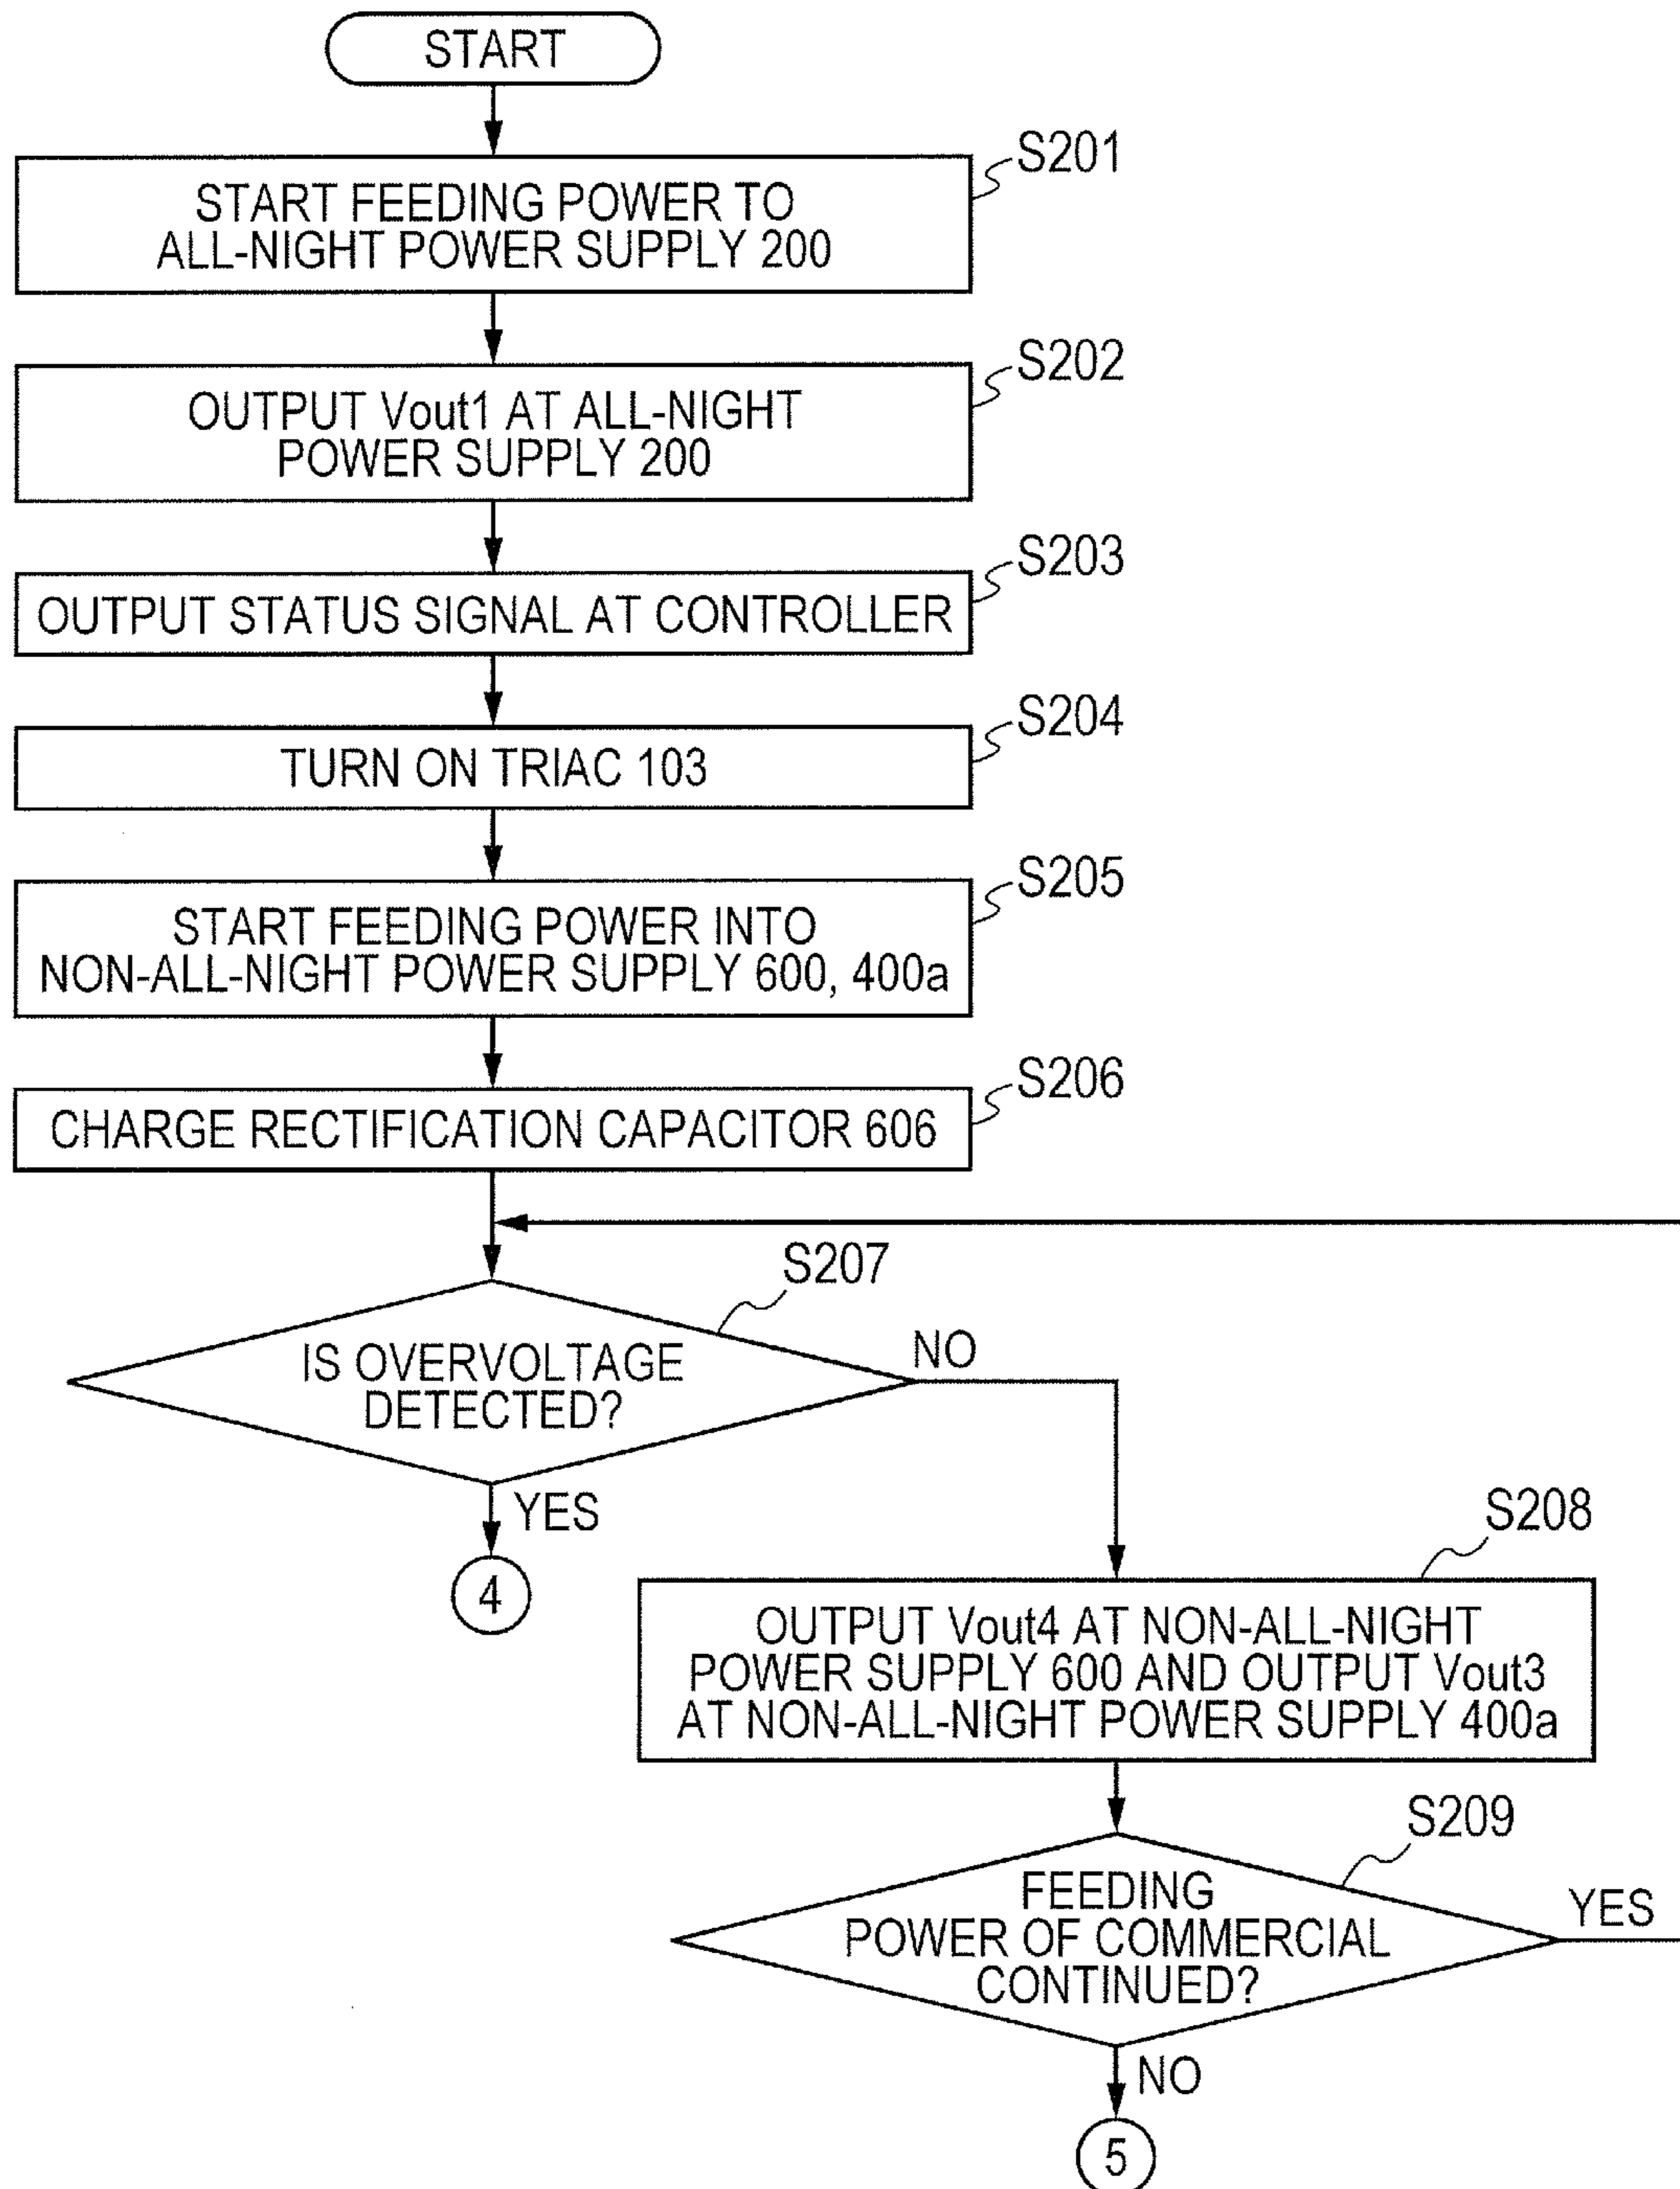 START
S201
START FEEDING POWER TO
ALL-NIGHT POWER SUPPLY 200
S202
OUTPUT Vout1 AT ALL-NIGHT
POWER SUPPLY 200
S203
OUTPUT STATUS SIGNAL AT CONTROLLER
S204
TURN ON TRIAC 103
S205
START FEEDING POWER INTO
NON-ALL-NIGHT POWER SUPPLY 600, 400a
S206
CHARGE RECTIFICATION CAPACITOR 606
S207
IS OVERVOLTAGE
DETECTED?
NO
YES
4
S208
OUTPUT Vout4 AT NON-ALL-NIGHT
POWER SUPPLY 600 AND OUTPUT Vout3
AT NON-ALL-NIGHT POWER SUPPLY 400a
S209
FEEDING
POWER OF COMMERCIAL
CONTINUED?
YES
NO
5